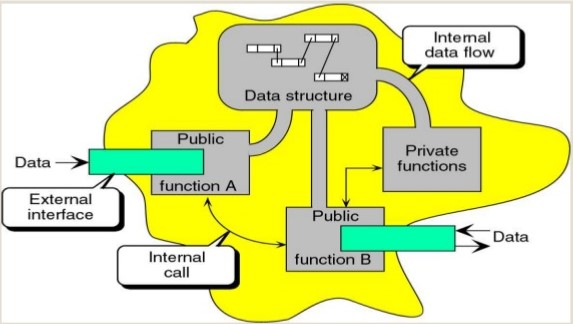 Internal
data flow
Data structure
Public
function A
Private
functions
Data
External
interface
Public
function B
Data
Internal
call